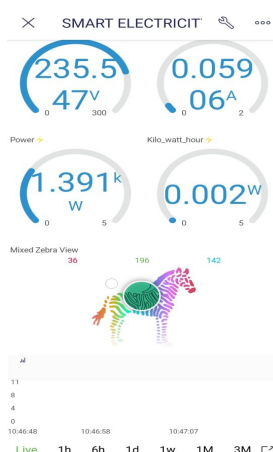 SMART ELECTRICIT
235.5
47V
0 300
0.059
06A
0 2
Power⚡
Kilo_watt_hour⚡
1.391k
W
0 5
0.002W
0 5
Mixed Zebra View
36 196 142
11
8
4
0
10:46:48 10:46:58 10:47:07
Live 1h 6h 1d 1w 1M 3M